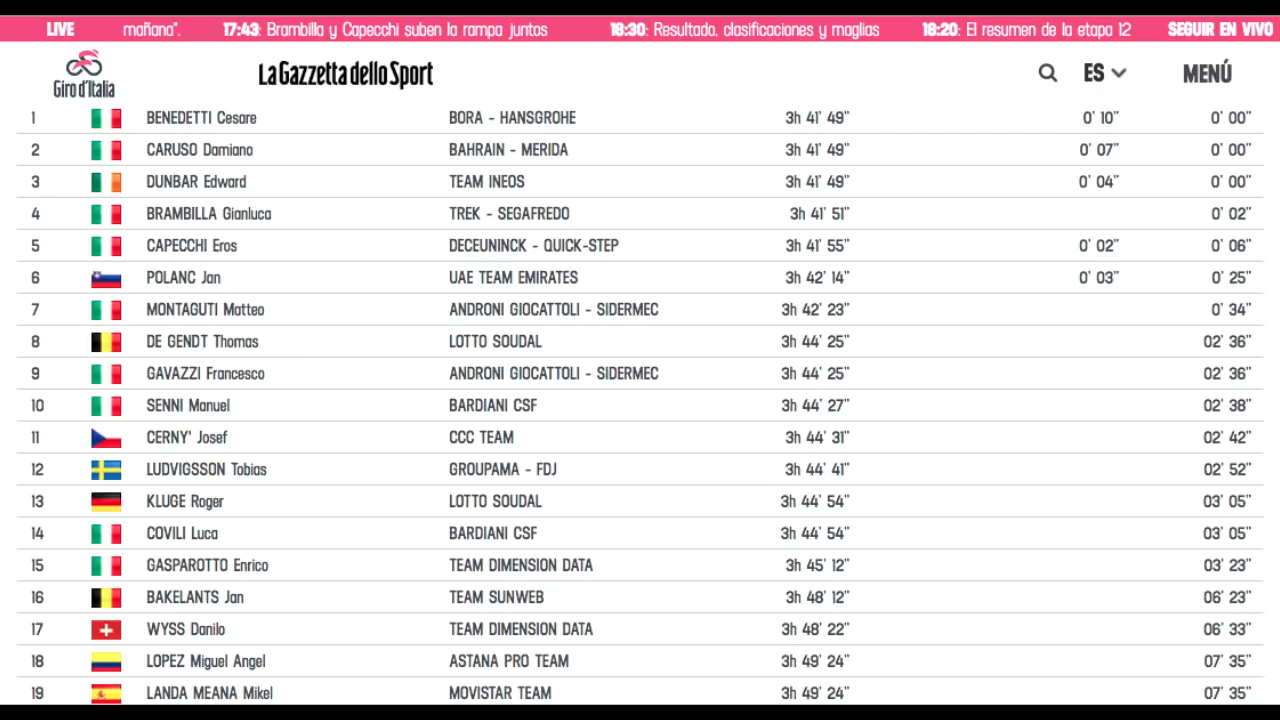 LIVE mañana". 17:43: Brambilla y Capecchi suben la rampa juntos 18:30: Resultado, clasificaciones y maglias 18:20: El resumen de la etapa 12 SEGUIR EN VIVO
Giro d'Italia La Gazzetta dello Sport ES MENÚ
1 BENEDETTI Cesare BORA - HANSGROHE 3h 41' 49" 0' 10" 0' 00"
2 CARUSO Damiano BAHRAIN - MERIDA 3h 41' 49" 0' 07" 0' 00"
3 DUNBAR Edward TEAM INEOS 3h 41' 49" 0' 04" 0' 00"
4 BRAMBILLA Gianluca TREK - SEGAFREDO 3h 41' 51" 0' 02"
5 CAPECCHI Eros DECEUNINCK - QUICK-STEP 3h 41' 55" 0' 02" 0' 06"
6 POLANC Jan UAE TEAM EMIRATES 3h 42' 14" 0' 03" 0' 25"
7 MONTAGUTI Matteo ANDRONI GIOCATTOLI - SIDERMEC 3h 42' 23" 0' 34"
8 DE GENDT Thomas LOTTO SOUDAL 3h 44' 25" 02' 36"
9 GAVAZZI Francesco ANDRONI GIOCATTOLI - SIDERMEC 3h 44' 25" 02' 36"
10 SENNI Manuel BARDIANI CSF 3h 44' 27" 02' 38"
11 CERNY' Josef CCC TEAM 3h 44' 31" 02' 42"
12 LUDVIGSSON Tobias GROUPAMA - FDJ 3h 44' 41" 02' 52"
13 KLUGE Roger LOTTO SOUDAL 3h 44' 54" 03' 05"
14 COVILI Luca BARDIANI CSF 3h 44' 54" 03' 05"
15 GASPAROTTO Enrico TEAM DIMENSION DATA 3h 45' 12" 03' 23"
16 BAKELANTS Jan TEAM SUNWEB 3h 48' 12" 06' 23"
17 WYSS Danilo TEAM DIMENSION DATA 3h 48' 22" 06' 33"
18 LOPEZ Miguel Angel ASTANA PRO TEAM 3h 49' 24" 07' 35"
19 LANDA MEANA Mikel MOVISTAR TEAM 3h 49' 24" 07' 35"